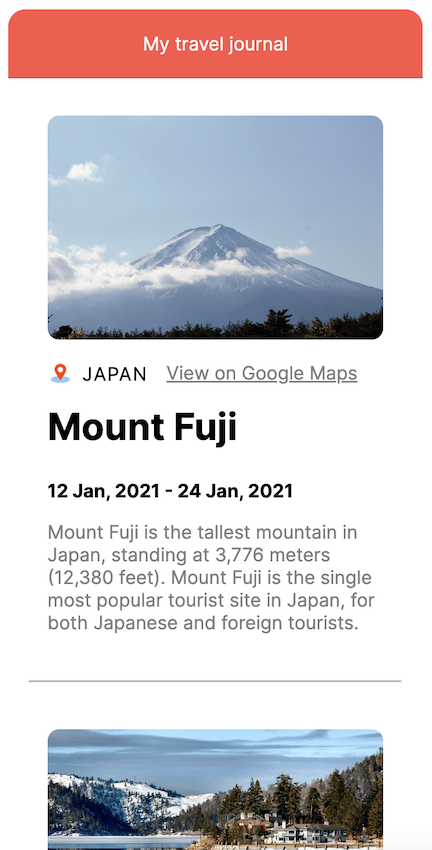 My travel journal
JAPAN View on Google Maps
Mount Fuji
12 Jan, 2021 - 24 Jan, 2021
Mount Fuji is the tallest mountain in
Japan, standing at 3,776 meters
(12,380 feet). Mount Fuji is the single
most popular tourist site in Japan, for
both Japanese and foreign tourists.